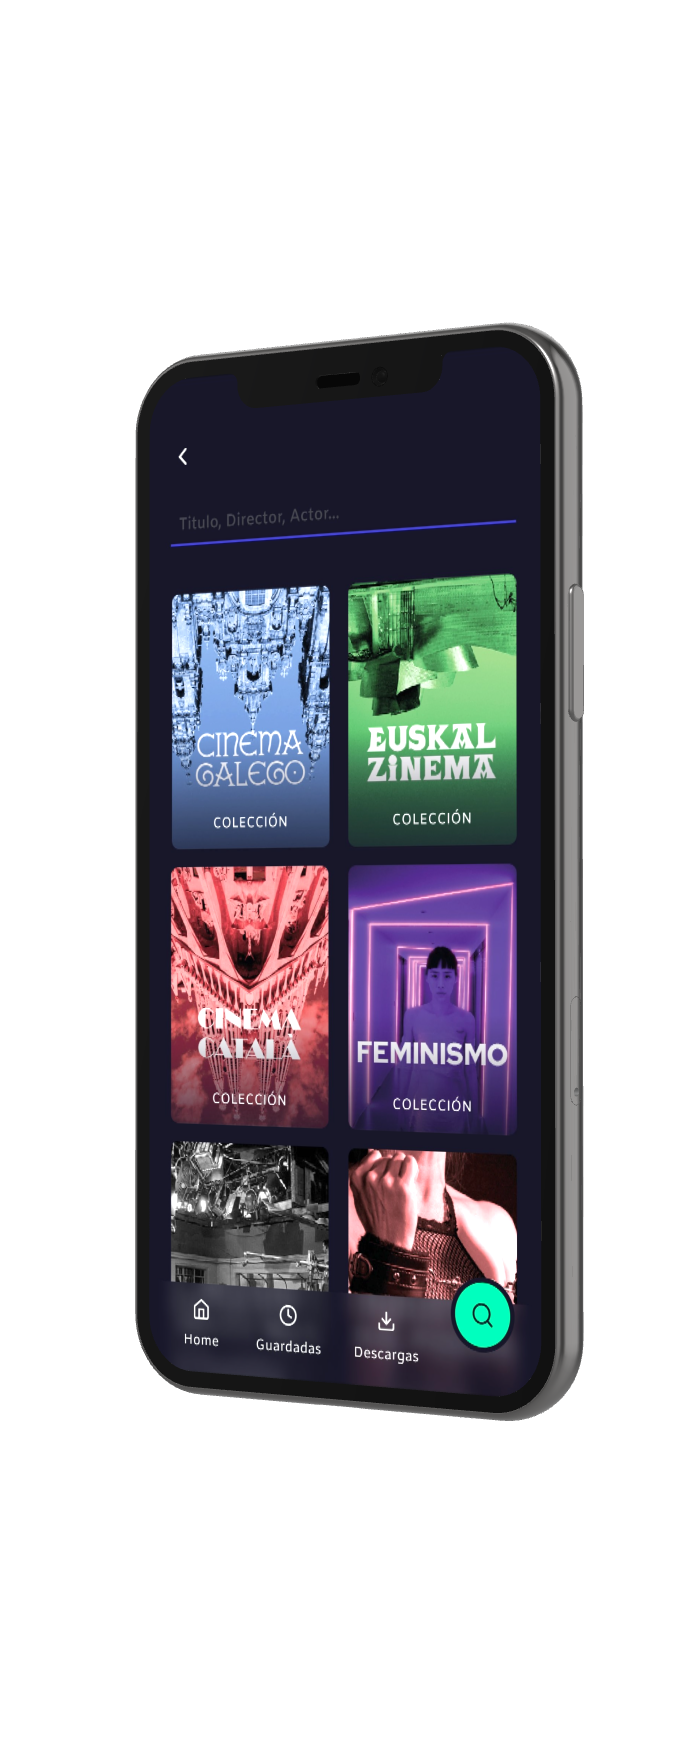 Titulo, Director, Actor...
CINEMA
GALEGO
COLECCIÓN
EUSKAL
ZINEMA
COLECCIÓN
CINEMA
CATALÀ
COLECCIÓN
FEMINISMO
COLECCIÓN
Home
Guardadas
Descargas